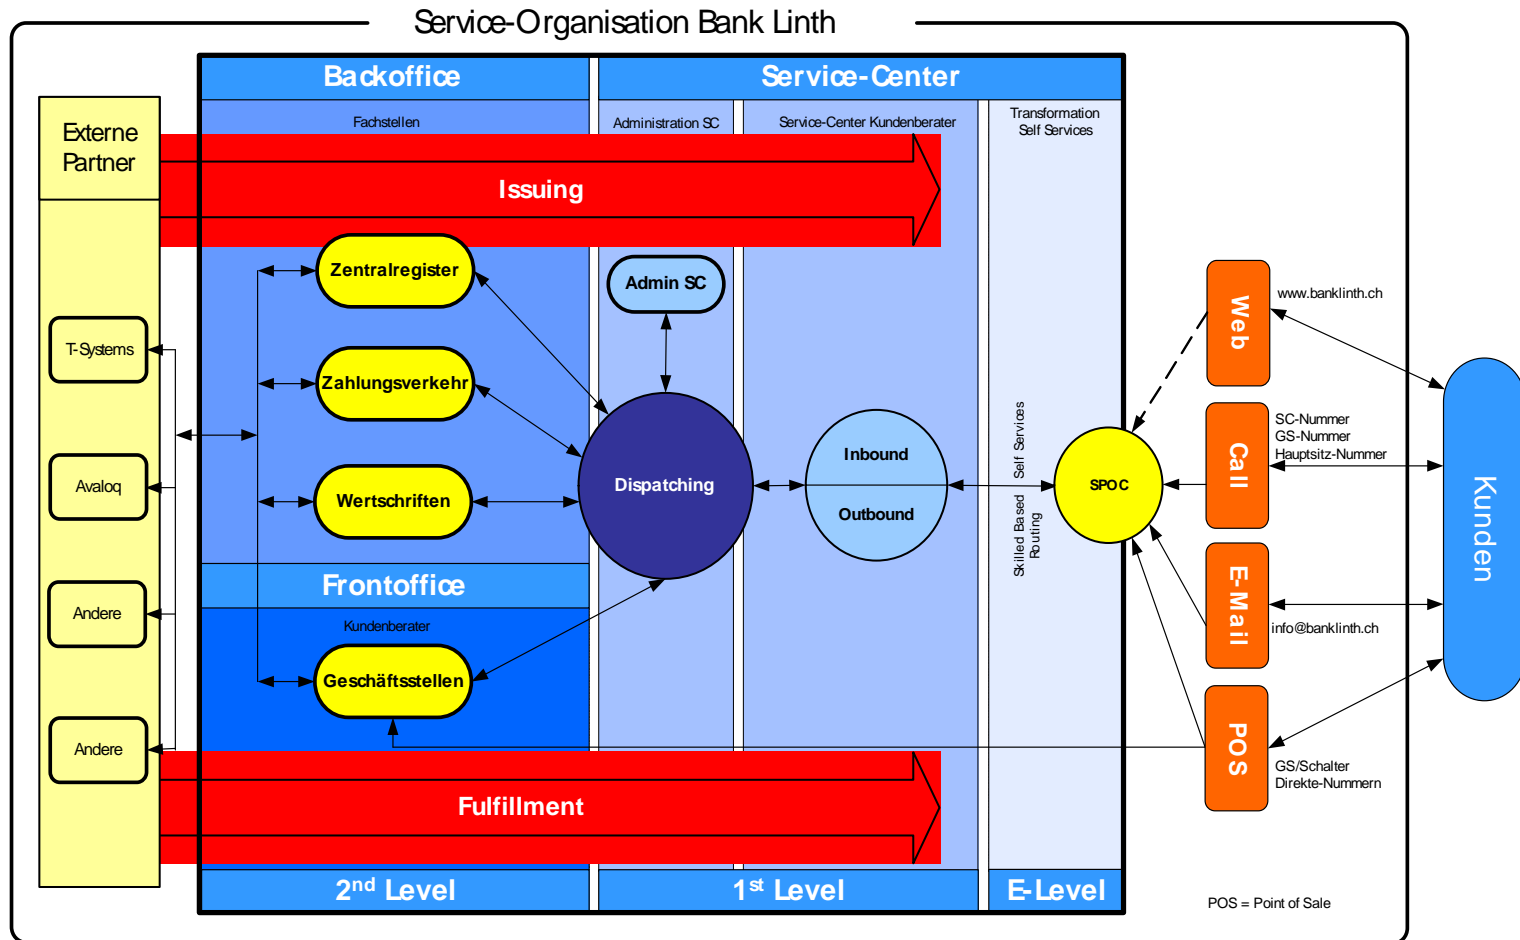 Service-Organisation Bank Linth
Backoffice
Service-Center
Externe
Partner
Fachstellen
Administration SC
Service-Center Kundenberater
Transformation
Self Services
Issuing
Zentralregister
Admin SC
Web
www.banklinth.ch
T-Systems
Zahlungsverkehr
Call
SC-Nummer
GS-Nummer
Hauptsitz-Nummer
Avaloq
Wertschriften
Dispatching
Inbound
Outbound
Self Services
Skilled Based
Routing
SPOC
Kunden
Frontoffice
Kundenberater
E-Mail
info@banklinth.ch
Andere
Geschäftsstellen
Andere
POS
GS/Schalter
Direkte-Nummern
Fulfillment
2nd Level
1st Level
E-Level
POS = Point of Sale